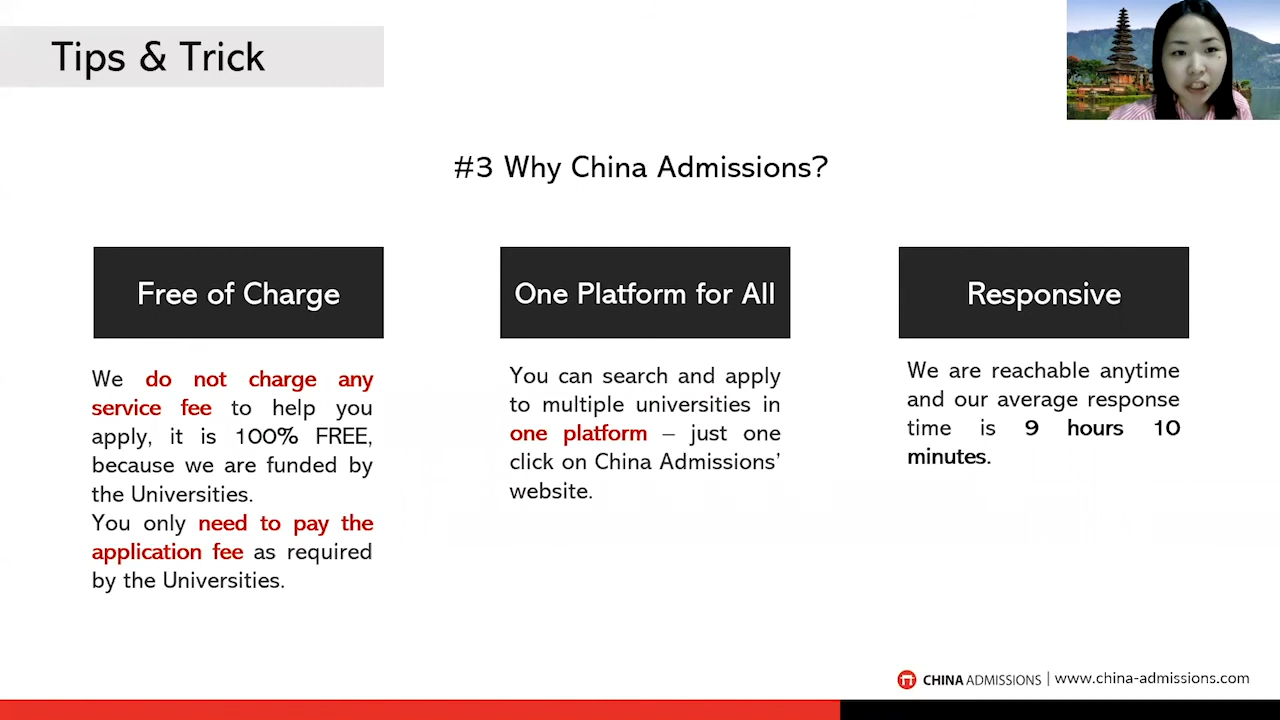 Tips & Trick
#3 Why China Admissions?
Free of Charge
We do not charge any
service fee to help you
apply, it is 100% FREE,
because we are funded by
the Universities.
You only need to pay the
application fee as required
by the Universities.
One Platform for All
You can search and apply
to multiple universities in
one platform – just one
click on China Admissions’
website.
Responsive
We are reachable anytime
and our average response
time is 9 hours 10
minutes.
CHINA ADMISSIONS | www.china-admissions.com